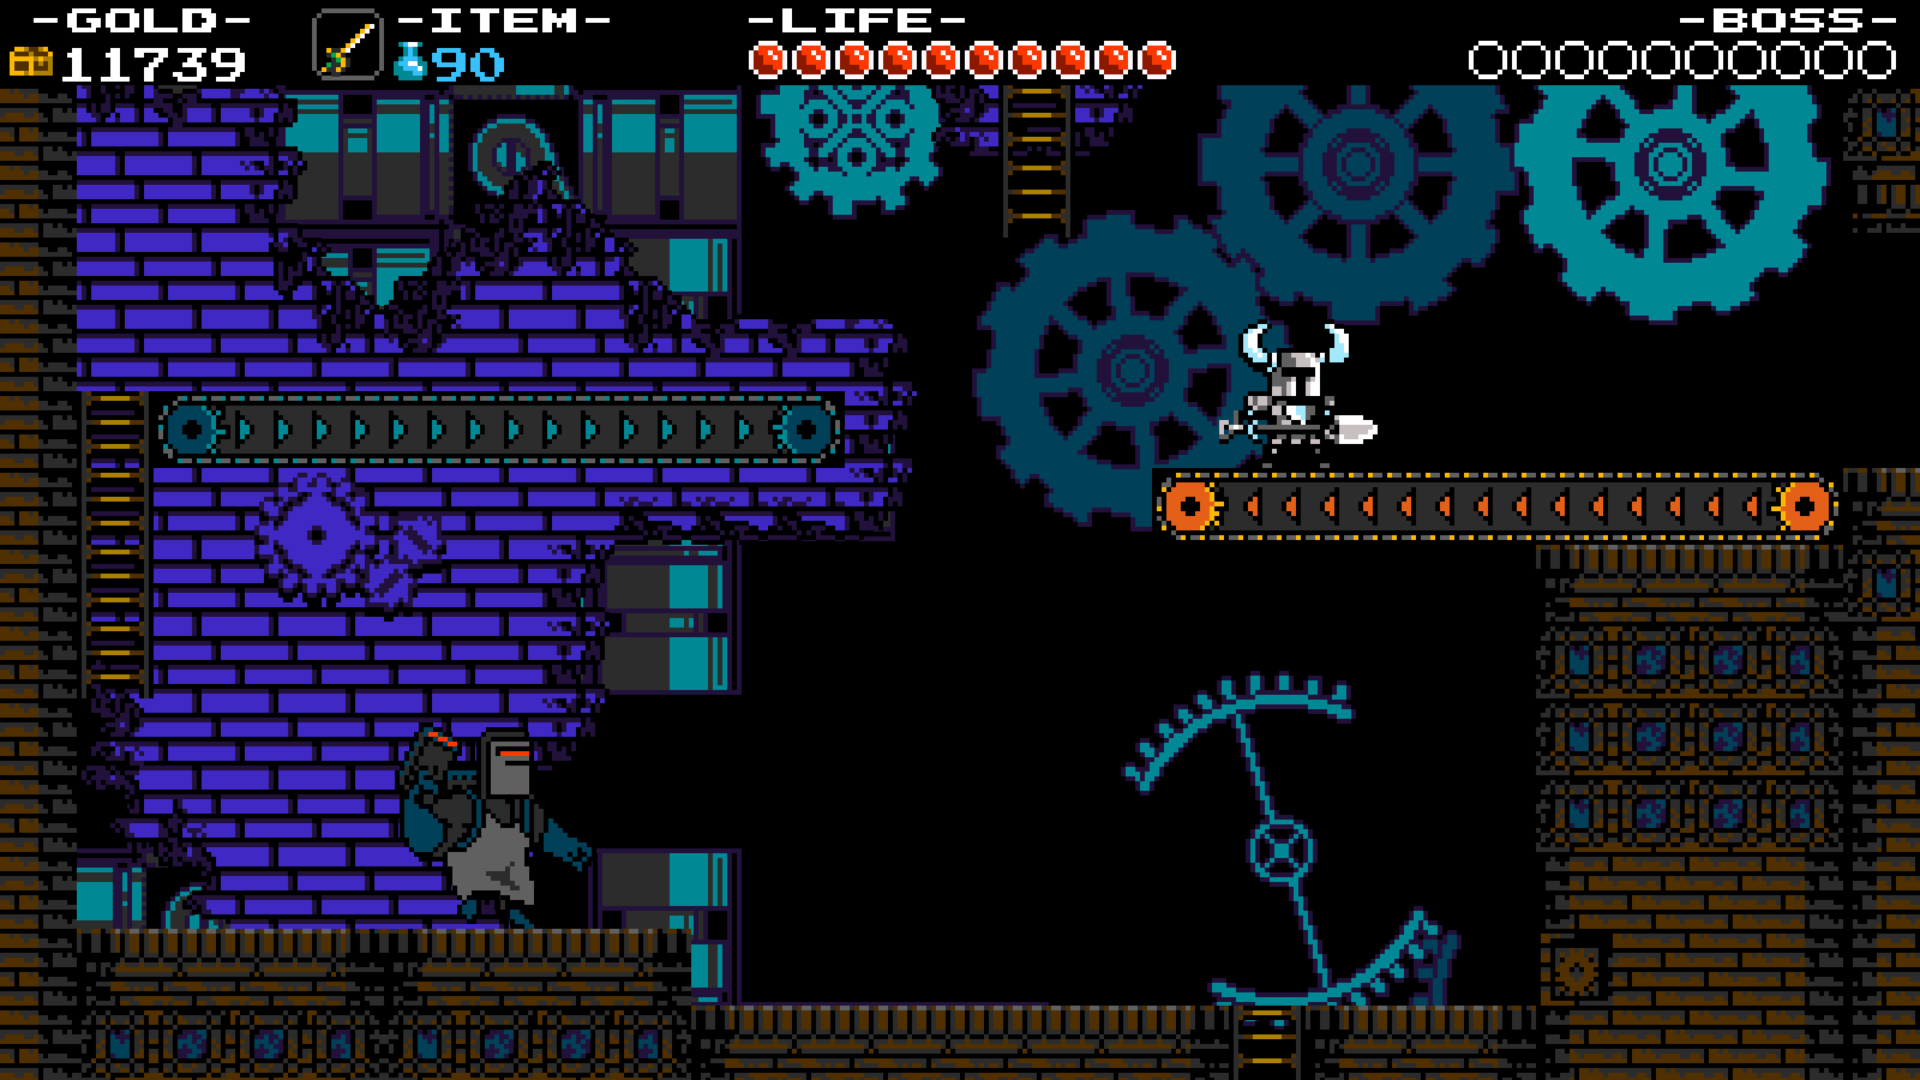 -GOLD-
11739
-ITEM-
90
-LIFE-
-BOSS-